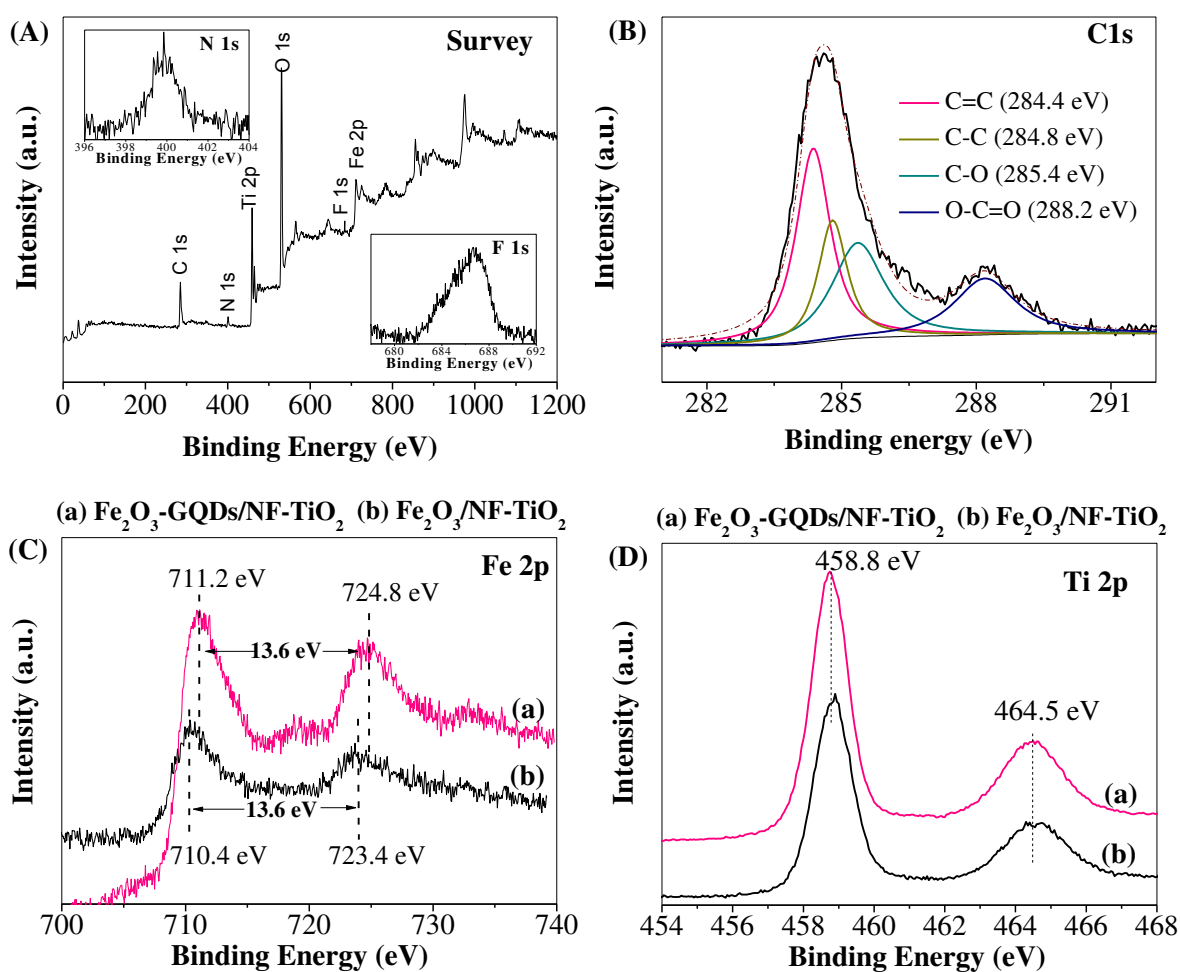 (A)
Survey
N 1s
396 398 400 402 404
Binding Energy (eV)
C 1s
N 1s
Ti 2p
O 1s
F 1s
Fe 2p
F 1s
680 684 688 692
Binding Energy (eV)
Intensity (a.u.)
0 200 400 600 800 1000 1200
Binding Energy (eV)
(B)
C1s
C=C (284.4 eV)
C-C (284.8 eV)
C-O (285.4 eV)
O-C=O (288.2 eV)
Intensity (a.u.)
282 285 288 291
Binding energy (eV)
(a) Fe₂O₃-GQDs/NF-TiO₂ (b) Fe₂O₃/NF-TiO₂
(C)
Fe 2p
711.2 eV
724.8 eV
13.6 eV
(a)
(b)
13.6 eV
710.4 eV
723.4 eV
Intensity (a.u.)
700 710 720 730 740
Binding Energy (eV)
(a) Fe₂O₃-GQDs/NF-TiO₂ (b) Fe₂O₃/NF-TiO₂
(D)
458.8 eV
Ti 2p
464.5 eV
(a)
(b)
Intensity (a.u.)
454 456 458 460 462 464 466 468
Binding Energy (eV)